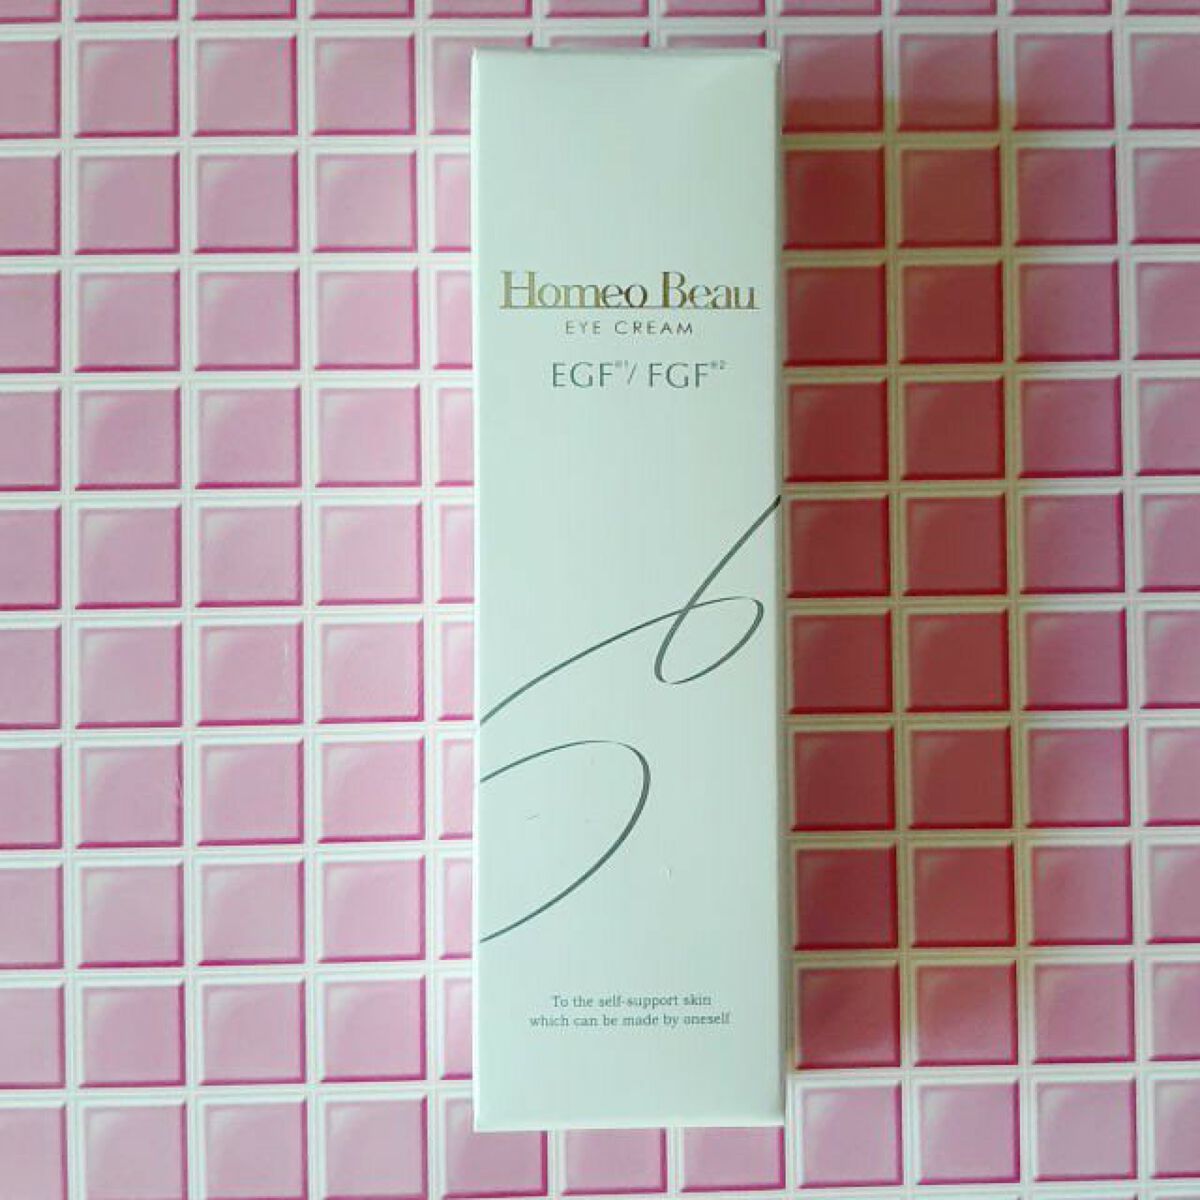 Homeo Beau
EYE CREAM
EGF※1/ FGF※2
To the self-support skin
which can be made by oneself